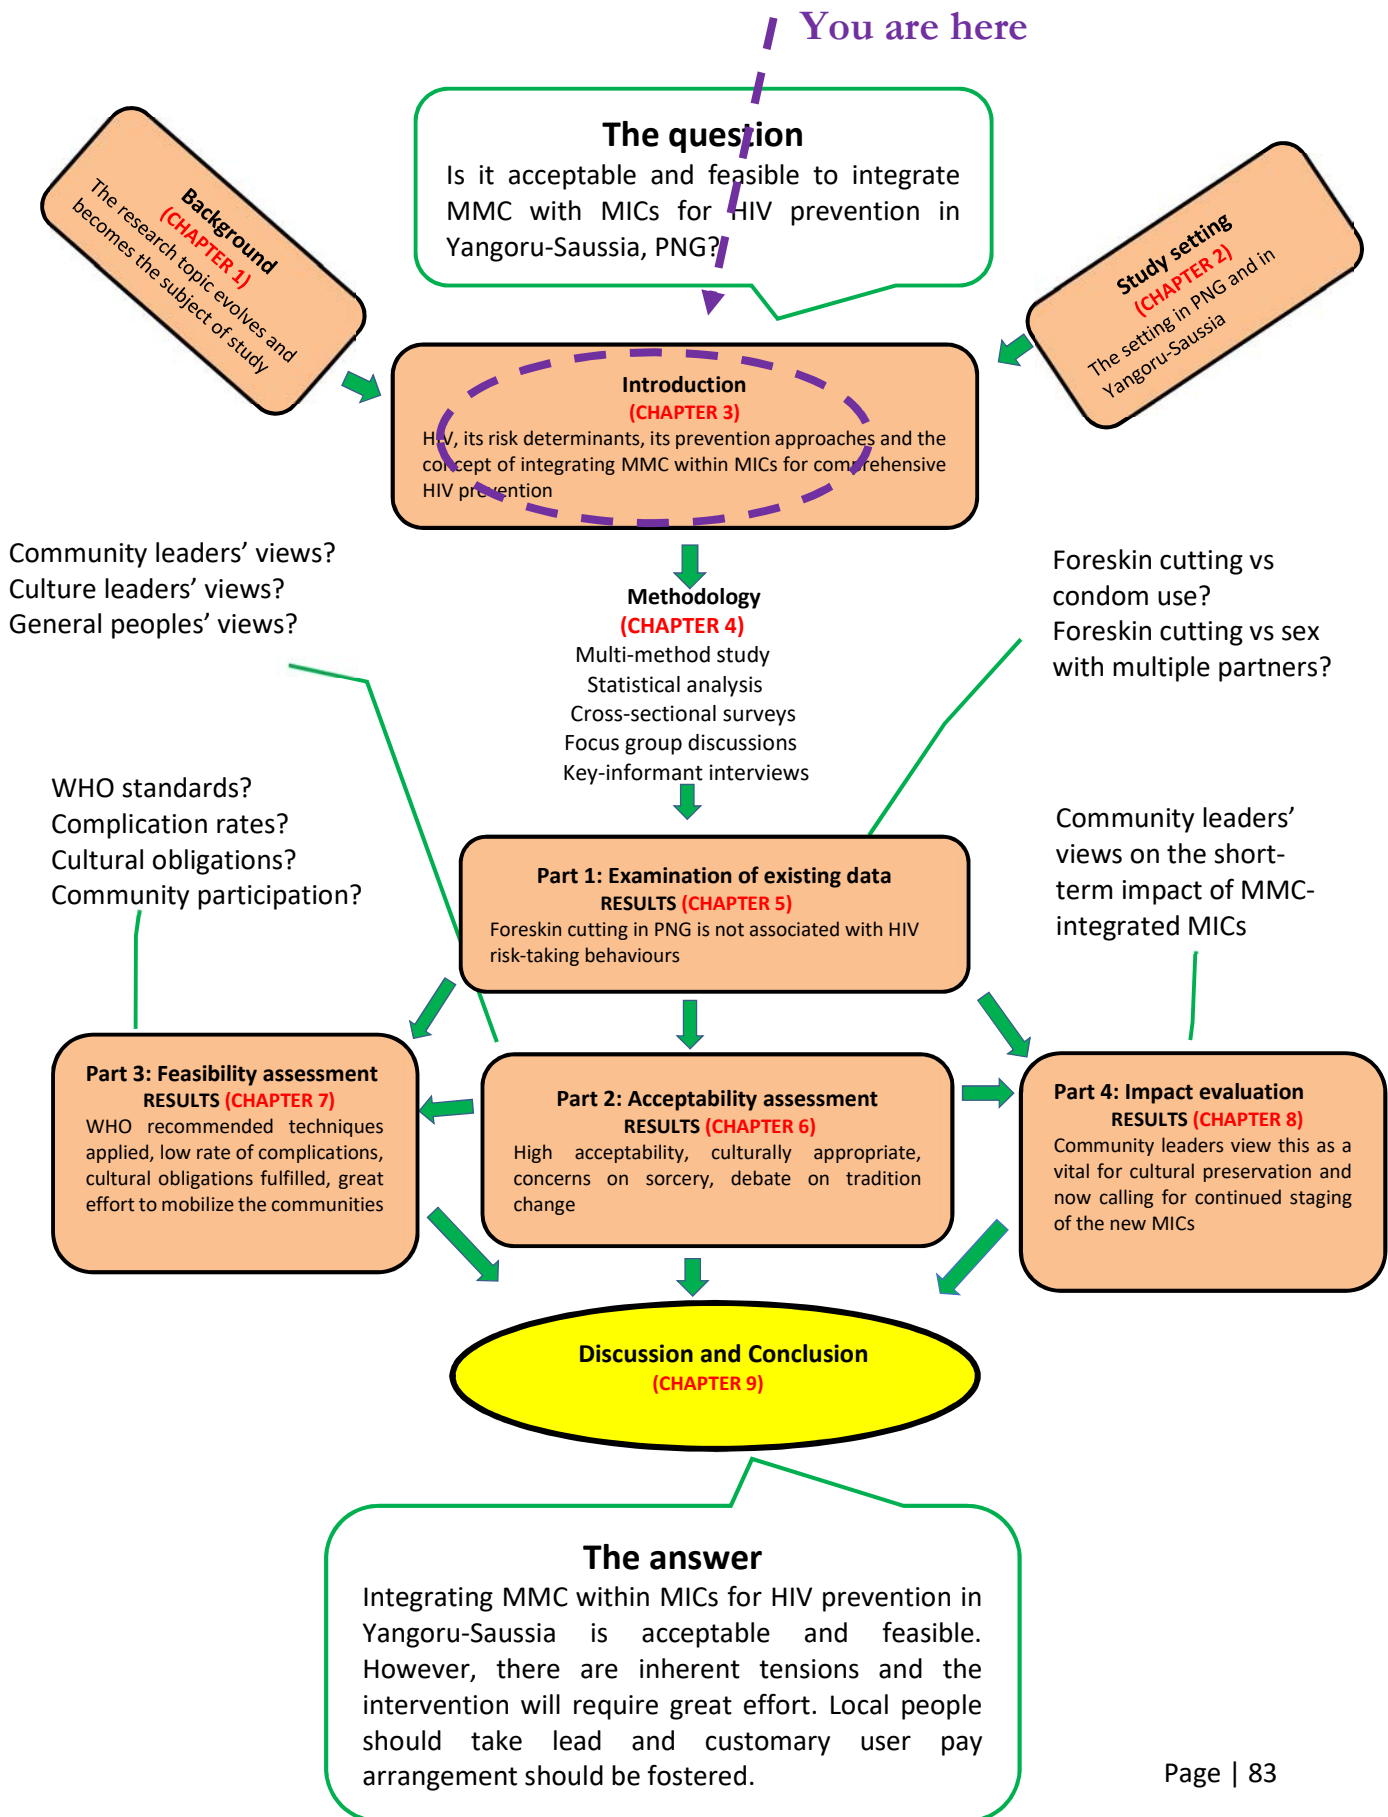 You are here
The question
Is it acceptable and feasible to integrate
MMC with MICs for HIV prevention in
Yangoru-Saussia, PNG?
Background
(CHAPTER 1)
The research topic evolves and
becomes the subject of study
Study setting
(CHAPTER 2)
The setting in PNG and in
Yangoru-Saussia
Introduction
(CHAPTER 3)
HIV, its risk determinants, its prevention approaches and the
concept of integrating MMC within MICs for comprehensive
HIV prevention
Community leaders’ views?
Culture leaders’ views?
General peoples’ views?
Foreskin cutting vs
condom use?
Foreskin cutting vs sex
with multiple partners?
Methodology
(CHAPTER 4)
Multi-method study
Statistical analysis
Cross-sectional surveys
Focus group discussions
Key-informant interviews
WHO standards?
Complication rates?
Cultural obligations?
Community participation?
Community leaders’
views on the short-
term impact of MMC-
integrated MICs
Part 1: Examination of existing data
RESULTS (CHAPTER 5)
Foreskin cutting in PNG is not associated with HIV
risk-taking behaviours
Part 3: Feasibility assessment
RESULTS (CHAPTER 7)
WHO recommended techniques
applied, low rate of complications,
cultural obligations fulfilled, great
effort to mobilize the communities
Part 2: Acceptability assessment
RESULTS (CHAPTER 6)
High acceptability, culturally appropriate,
concerns on sorcery, debate on tradition
change
Part 4: Impact evaluation
RESULTS (CHAPTER 8)
Community leaders view this as a
vital for cultural preservation and
now calling for continued staging
of the new MICs
Discussion and Conclusion
(CHAPTER 9)
The answer
Integrating MMC within MICs for HIV prevention in
Yangoru-Saussia is acceptable and feasible.
However, there are inherent tensions and the
intervention will require great effort. Local people
should take lead and customary user pay
arrangement should be fostered.
Page | 83